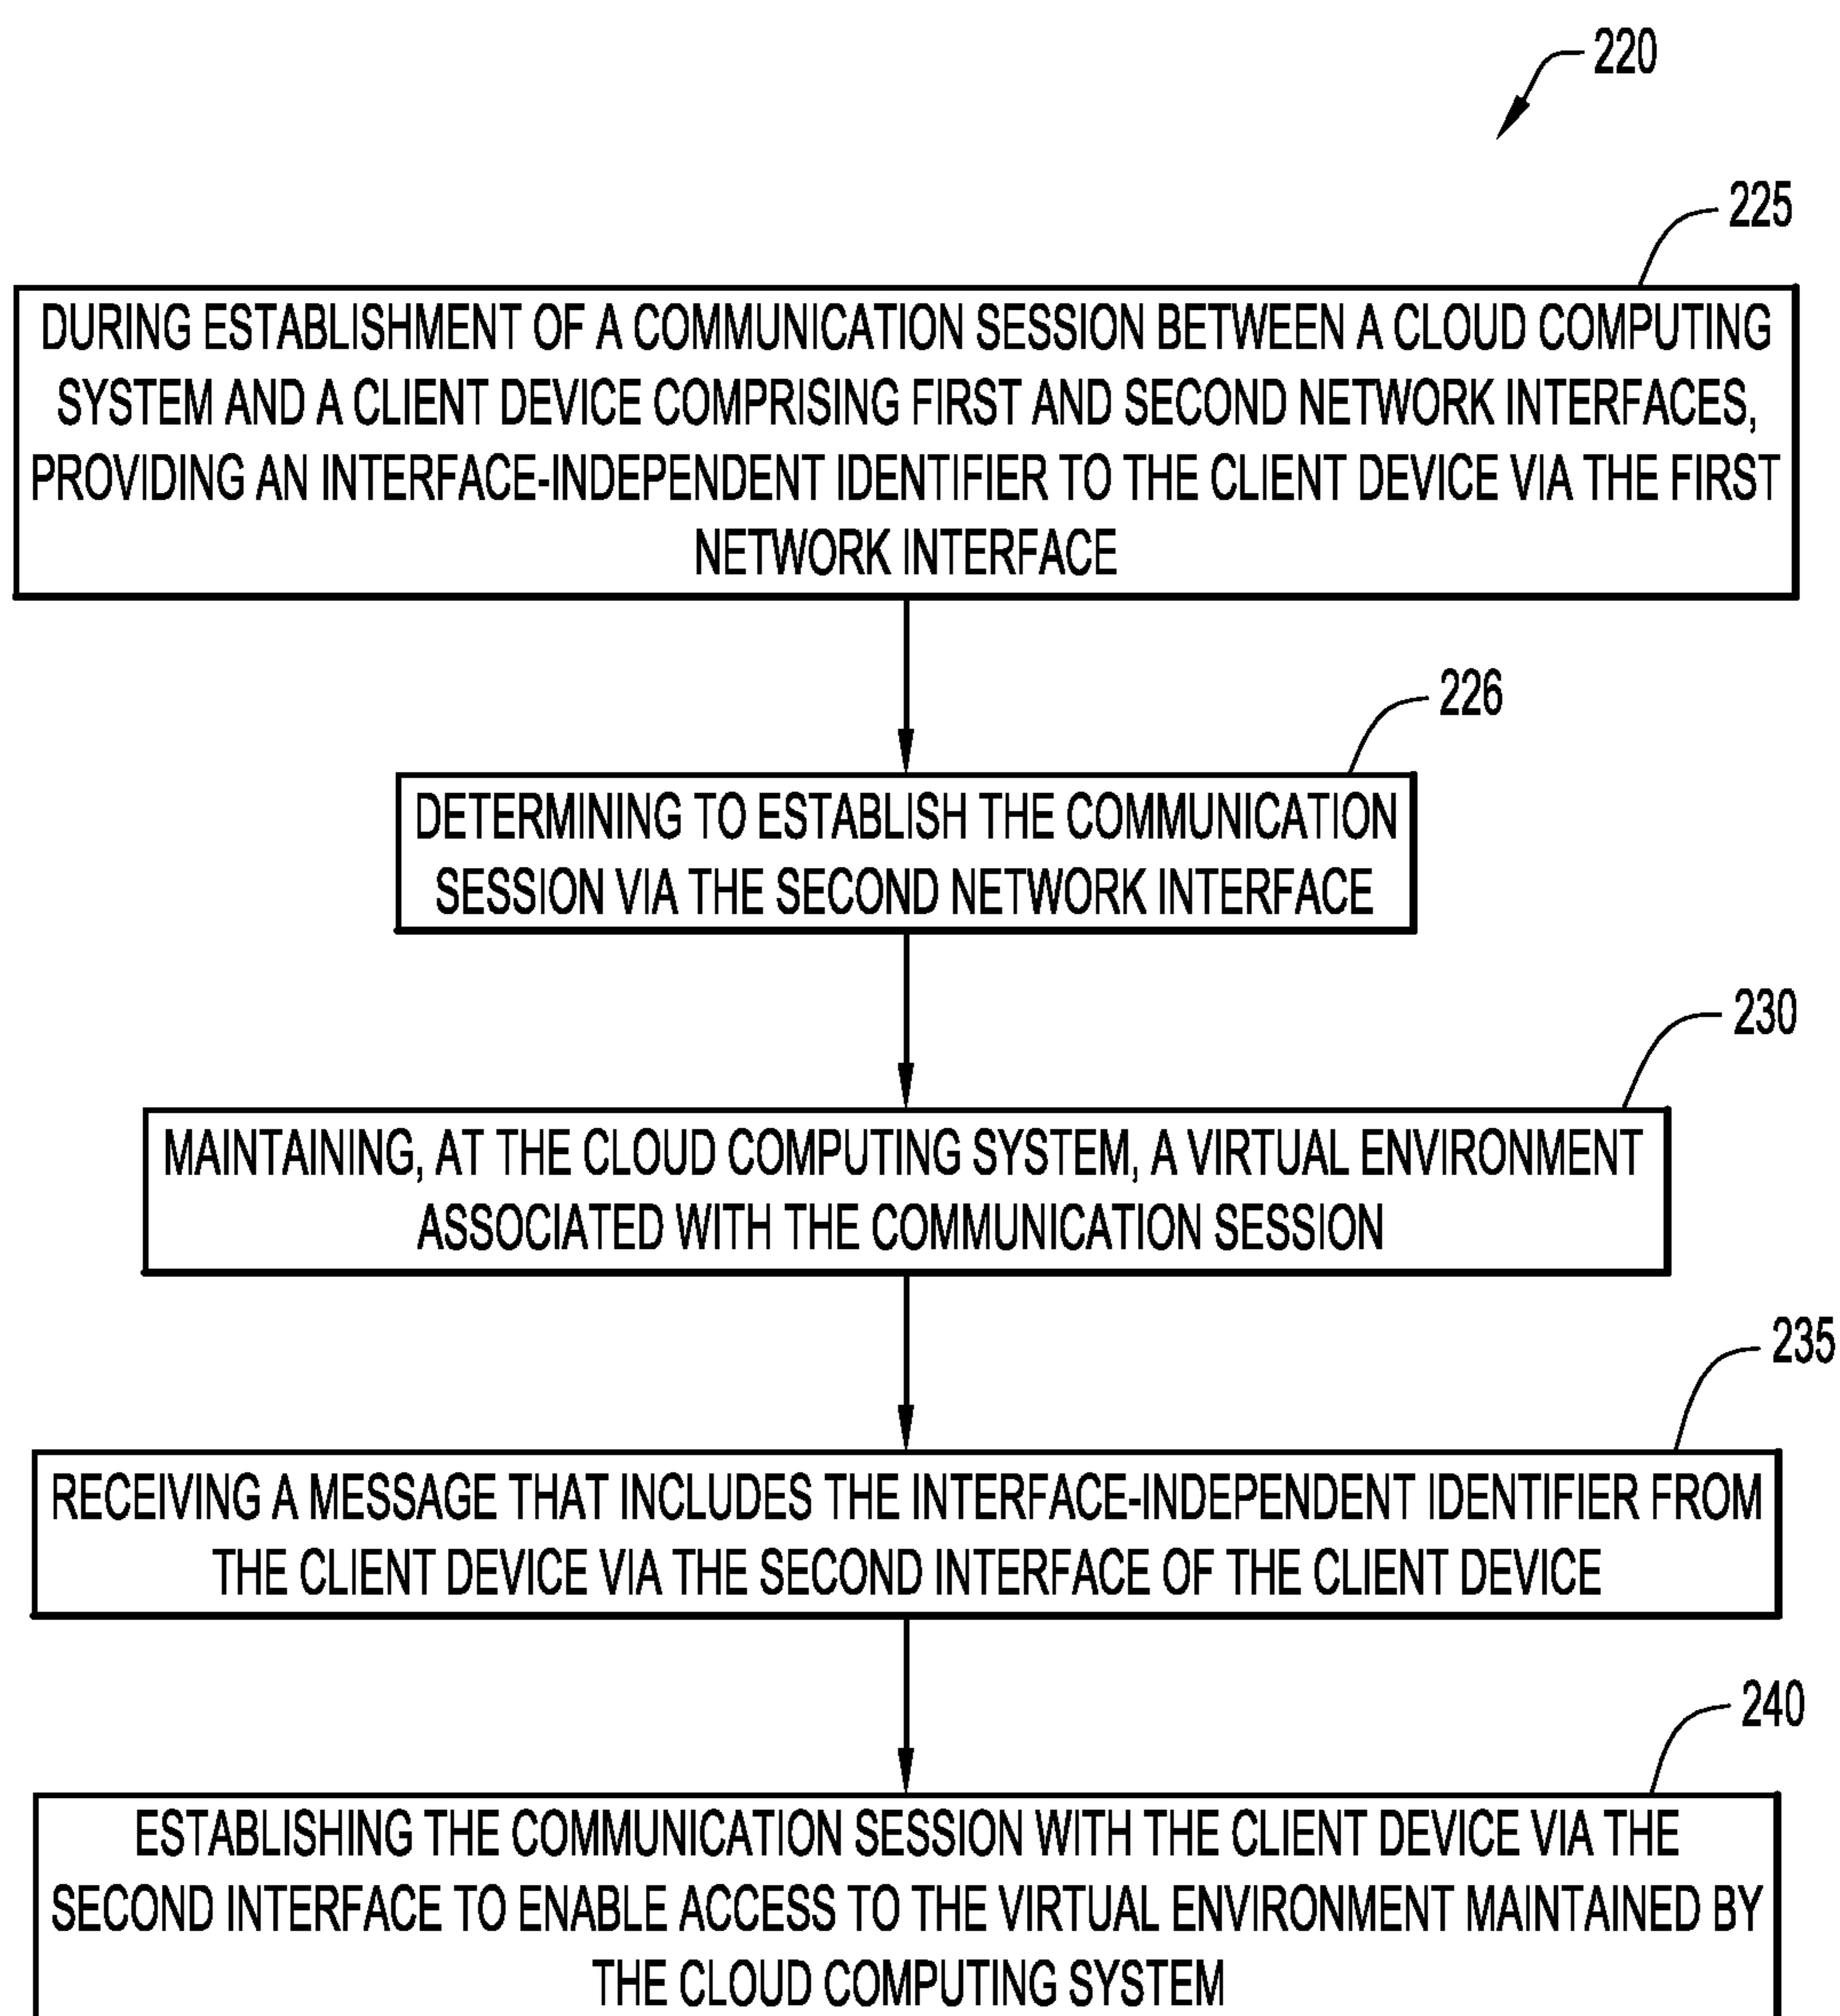 220
225
DURING ESTABLISHMENT OF A COMMUNICATION SESSION BETWEEN A CLOUD COMPUTING
SYSTEM AND A CLIENT DEVICE COMPRISING FIRST AND SECOND NETWORK INTERFACES,
PROVIDING AN INTERFACE-INDEPENDENT IDENTIFIER TO THE CLIENT DEVICE VIA THE FIRST
NETWORK INTERFACE
226
DETERMINING TO ESTABLISH THE COMMUNICATION
SESSION VIA THE SECOND NETWORK INTERFACE
230
MAINTAINING, AT THE CLOUD COMPUTING SYSTEM, A VIRTUAL ENVIRONMENT
ASSOCIATED WITH THE COMMUNICATION SESSION
235
RECEIVING A MESSAGE THAT INCLUDES THE INTERFACE-INDEPENDENT IDENTIFIER FROM
THE CLIENT DEVICE VIA THE SECOND INTERFACE OF THE CLIENT DEVICE
240
ESTABLISHING THE COMMUNICATION SESSION WITH THE CLIENT DEVICE VIA THE
SECOND INTERFACE TO ENABLE ACCESS TO THE VIRTUAL ENVIRONMENT MAINTAINED BY
THE CLOUD COMPUTING SYSTEM